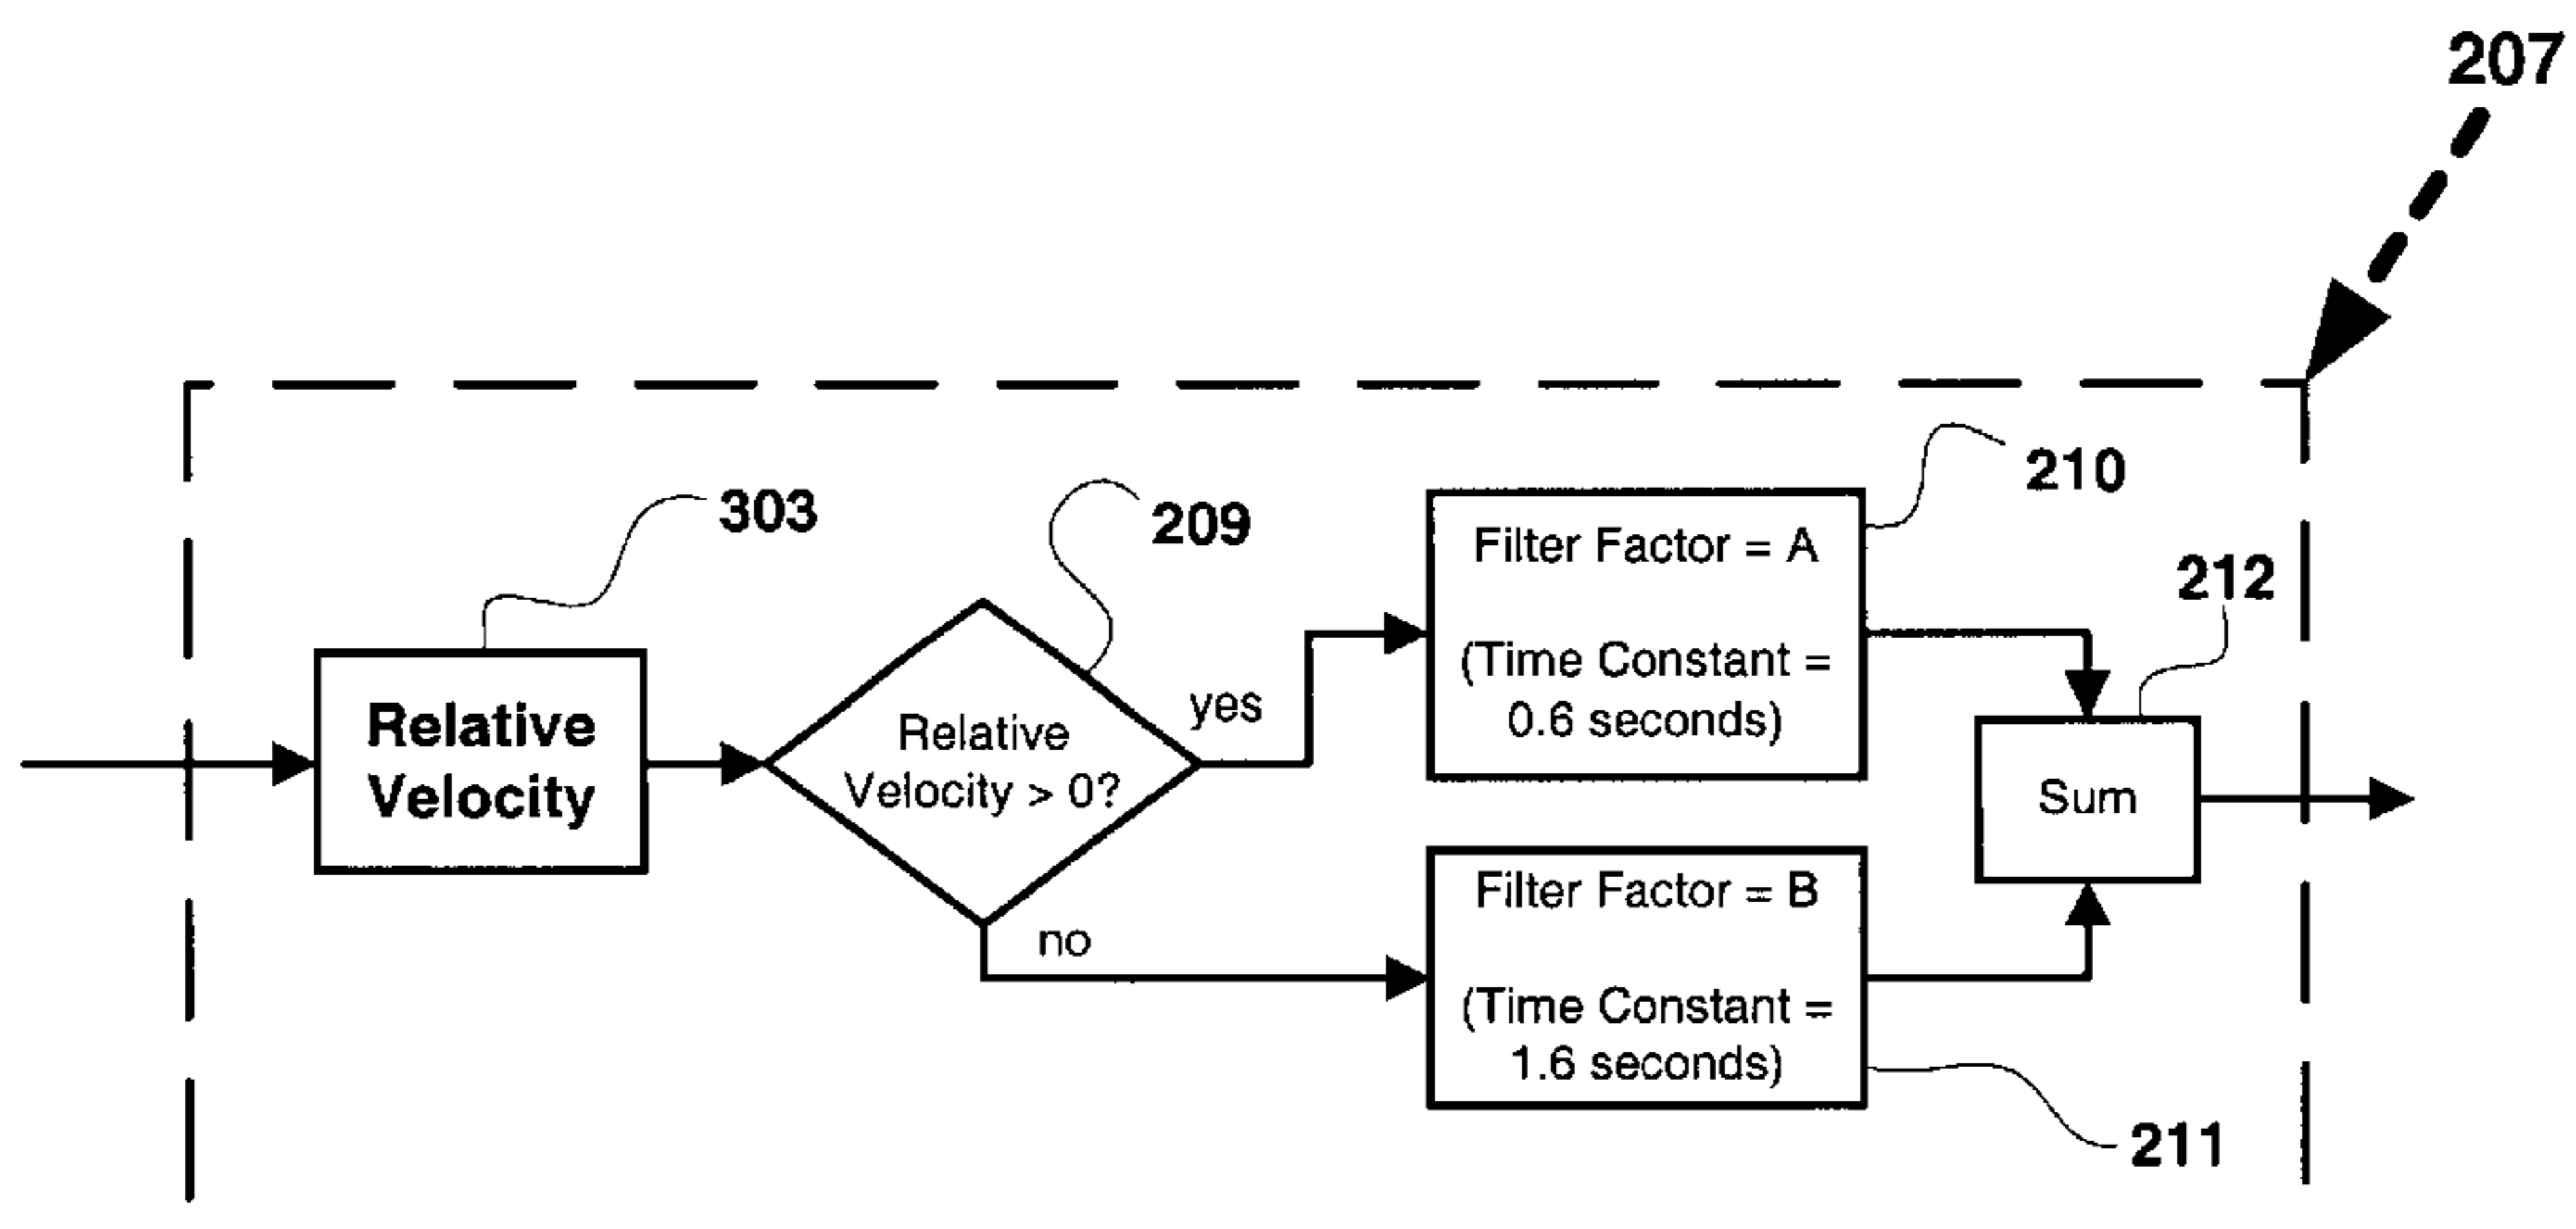 207
303
209
210
212
Relative
Velocity
Relative
Velocity > 0?
yes
no
Filter Factor = A
(Time Constant =
0.6 seconds)
Filter Factor = B
(Time Constant =
1.6 seconds)
Sum
211